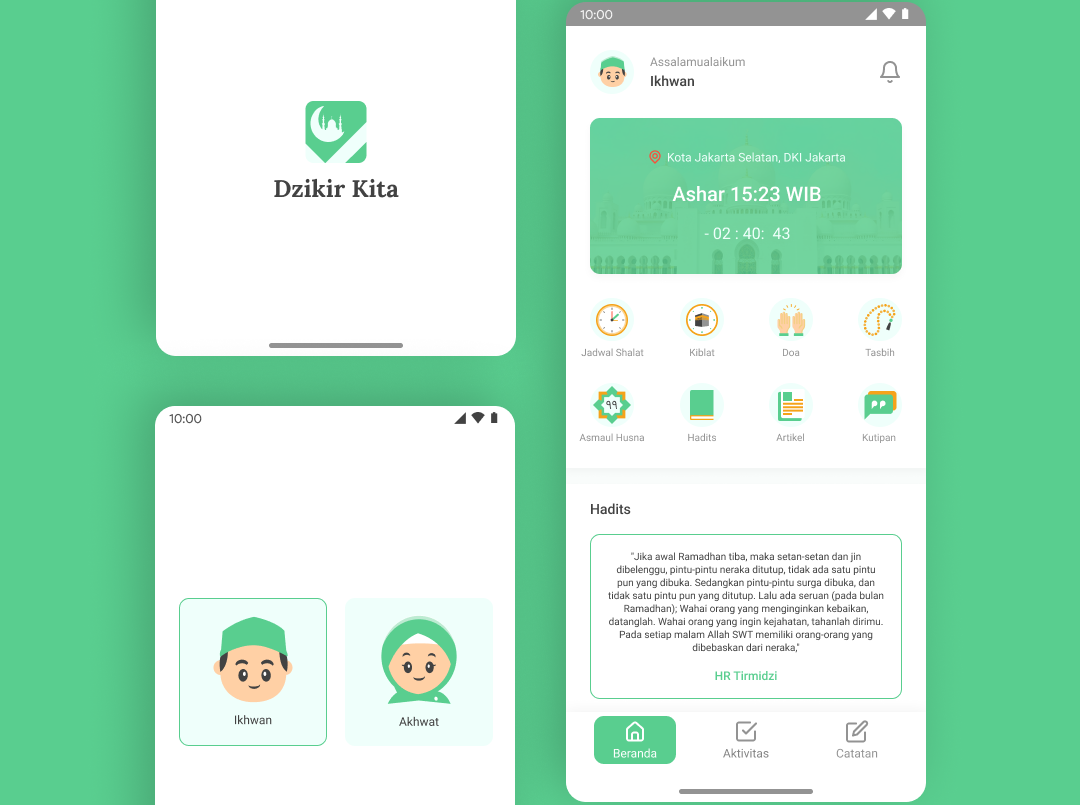 Dzikir Kita
10:00
Ikhwan
Akhwat
10:00
Assalamualaikum
Ikhwan
Kota Jakarta Selatan, DKI Jakarta
Ashar 15:23 WIB
- 02 : 40: 43
Jadwal Shalat
Kiblat
Doa
Tasbih
٩٩
Asmaul Husna
Hadits
Artikel
Kutipan
Hadits
"Jika awal Ramadhan tiba, maka setan-setan dan jin
dibelenggu, pintu-pintu neraka ditutup, tidak ada satu pintu
pun yang dibuka. Sedangkan pintu-pintu surga dibuka, dan
tidak satu pintu pun yang ditutup. Lalu ada seruan (pada bulan
Ramadhan); Wahai orang yang menginginkan kebaikan,
datanglah. Wahai orang yang ingin kejahatan, tahanlah dirimu.
Pada setiap malam Allah SWT memiliki orang-orang yang
dibebaskan dari neraka,"
HR Tirmidzi
Beranda
Aktivitas
Catatan